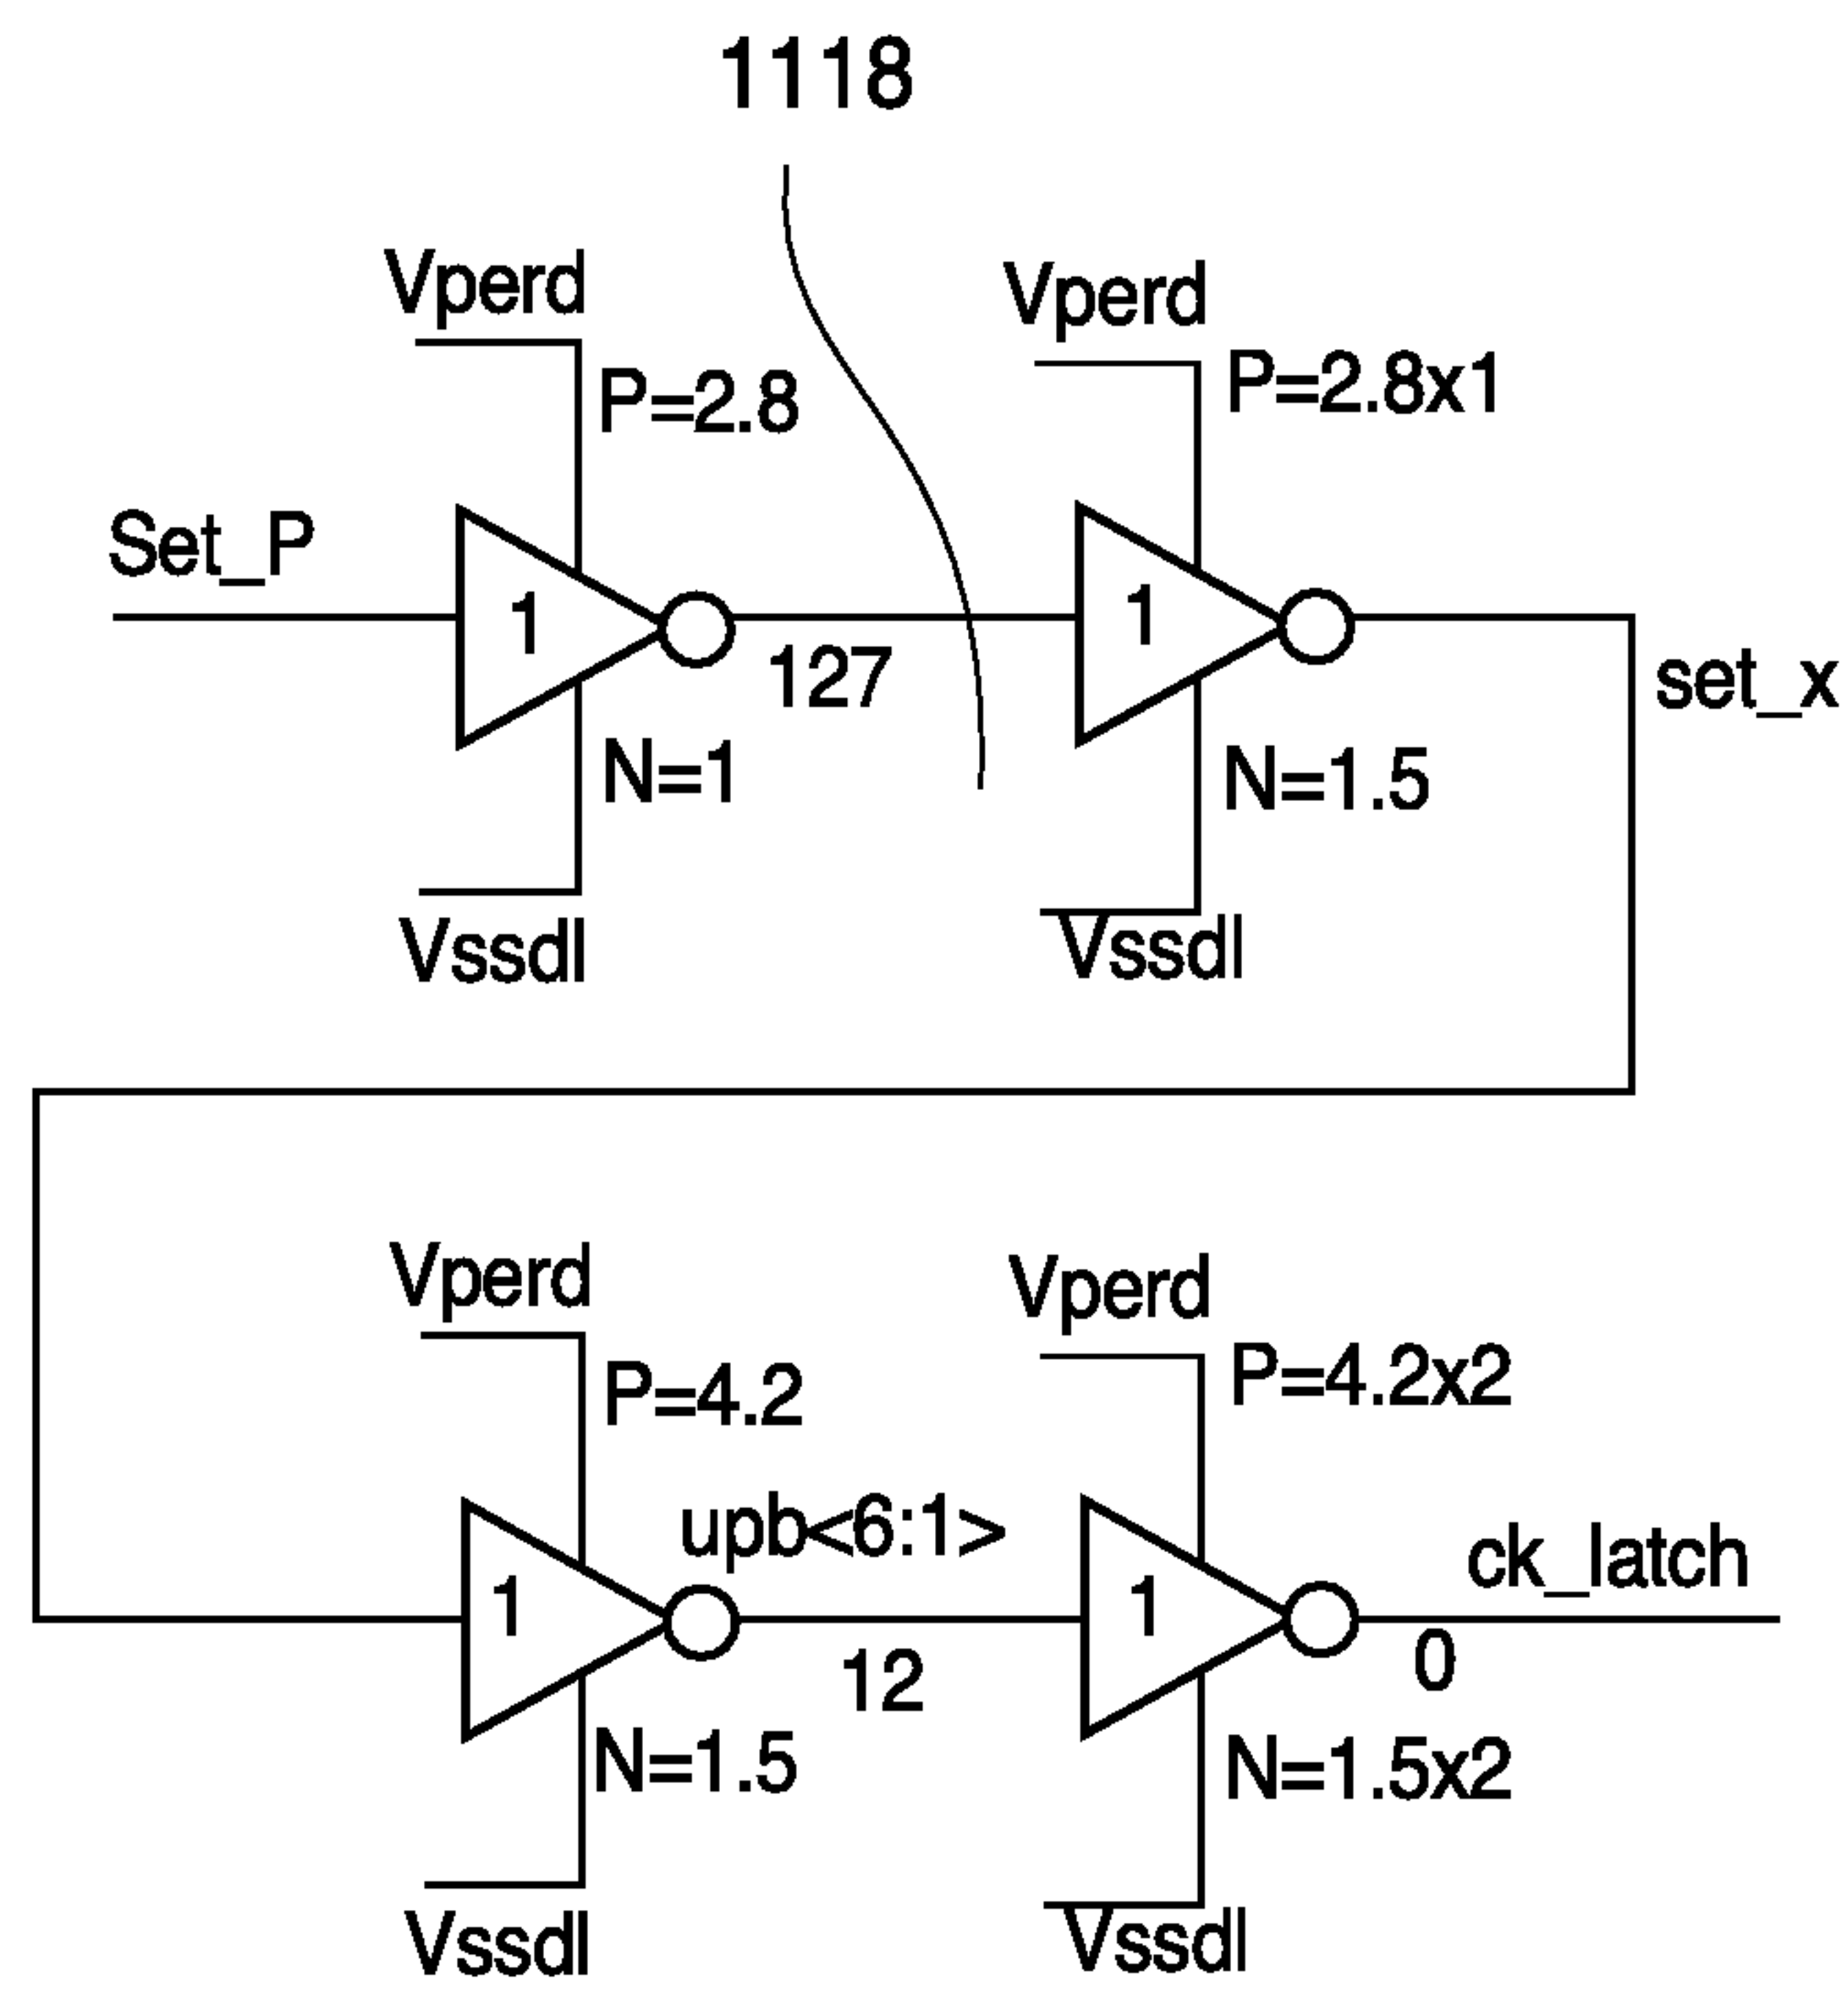 1118
Vperd
Vperd
P=2.8
P=2.8x1
Set_P
1
1
127
set_x
N=1
N=1.5
Vssdl
Vssdl
Vperd
Vperd
P=4.2
P=4.2x2
upb<6:1>
ck_latch
1
1
12
0
N=1.5
N=1.5x2
Vssdl
Vssdl